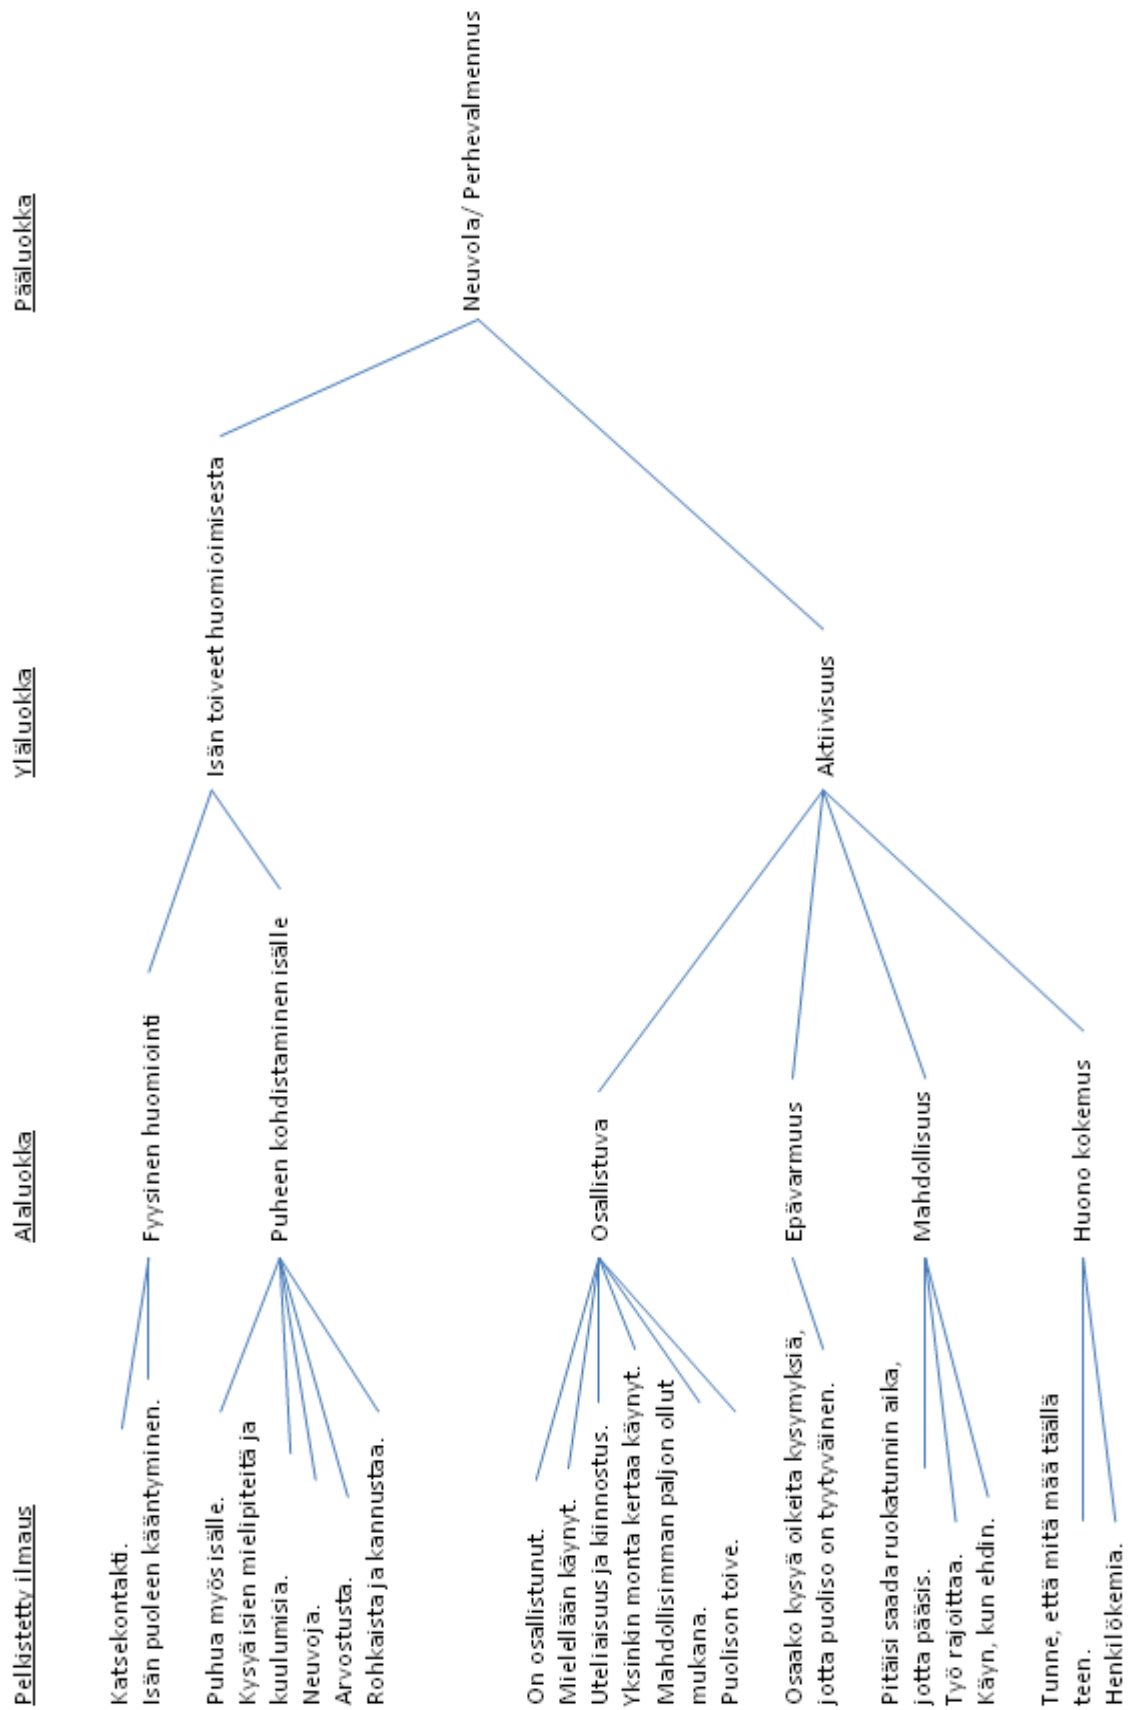 Pelkistetty ilmaus
Alaluokka
Yläluokka
Pääluokka
Katsekontakti.
Isän puoleen kääntyminen.
Fyysinen huomiointi
Puhua myös isälle.
Kysyä isien mielipiteitä ja
kuulumisia.
Neuvoja.
Arvostusta.
Rohkaista ja kannustaa.
Puheen kohdistaminen isälle
Isän toiveet huomioimisesta
On osallistunut.
Mielellään käynyt.
Uteliaisuus ja kiinnostus.
Yksinkin monta kertaa käynyt.
Mahdollisimman paljon ollut
mukana.
Puolison toive.
Osallistuva
Osaako kysyä oikeita kysymyksiä,
jotta puoliso on tyytyväinen.
Epävarmuus
Pitäisi saada ruokatunnin aika,
jotta pääsis.
Työ rajoittaa.
Käyn, kun ehdin.
Mahdollisuus
Tunne, että mitä mää täällä
teen.
Henkilökemia.
Huono kokemus
Aktiivisuus
Neuvola/ Perhevalmennus